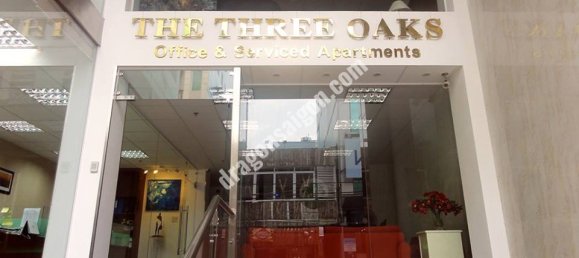 THE THREE OAKS
Office & Serviced Apartments
dragonsaigon.com